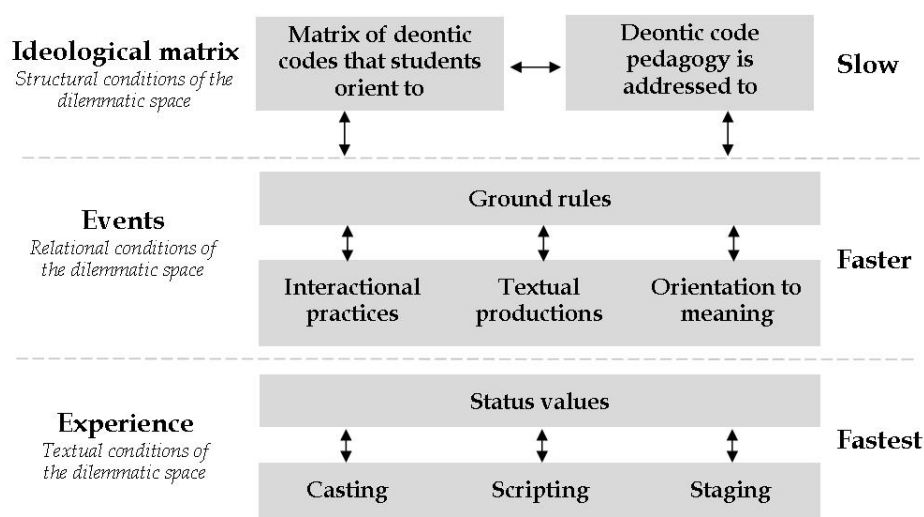 Ideological matrix
Structural conditions of the
dilemmatic space
Matrix of deontic
codes that students
orient to
Deontic code
pedagogy is
addressed to
Slow
Events
Relational conditions of
the dilemmatic space
Ground rules
Interactional
practices
Textual
productions
Orientation to
meaning
Faster
Experience
Textual conditions of
the dilemmatic space
Status values
Casting
Scripting
Staging
Fastest